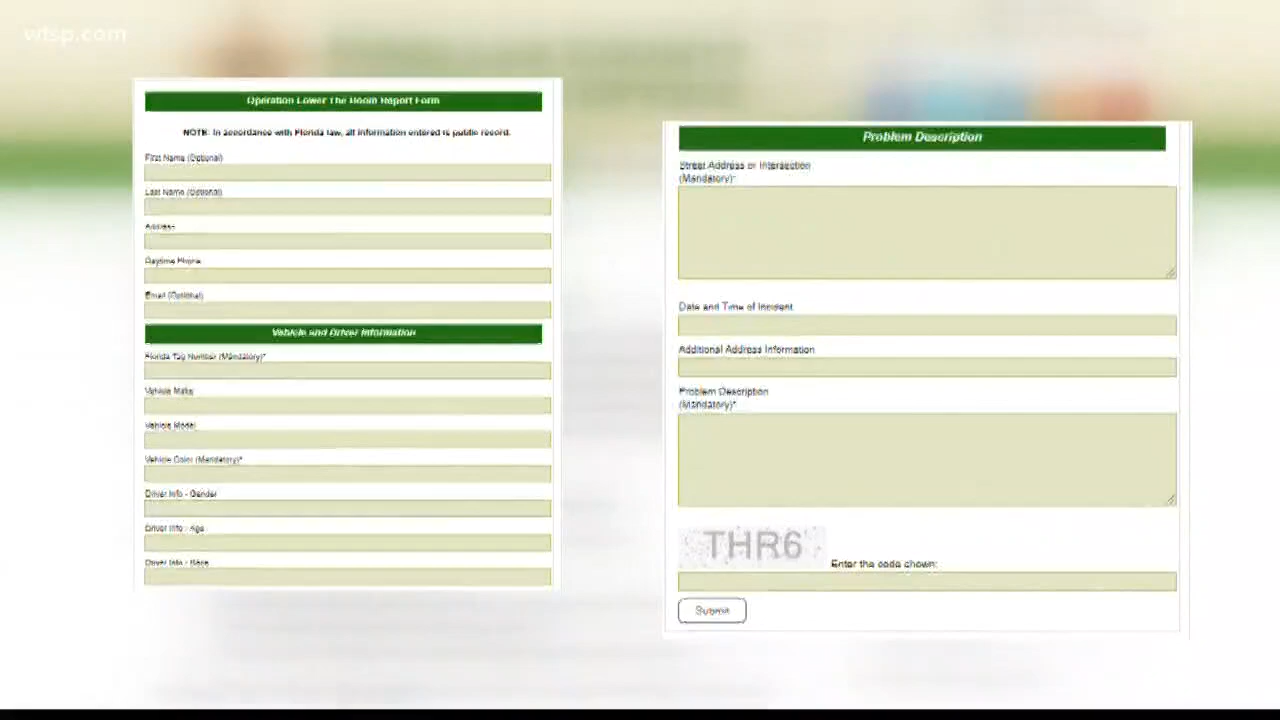 wtsp.com
Operation Lower The Boom Report Form
NOTE: In accordance with Florida law, all information entered is public record.
First Name (Optional)
Last Name (Optional)
Address
Daytime Phone
Email (Optional)
Vehicle and Driver Information
Florida Tag Number (Mandatory)*
Vehicle Make
Vehicle Model
Vehicle Color (Mandatory)*
Driver Info - Gender
Driver Info - Age
Driver Info - Race
Problem Description
Street Address or Intersection
(Mandatory)*
Date and Time of Incident
Additional Address Information
Problem Description
(Mandatory)*
THR6
Enter the code shown:
Submit